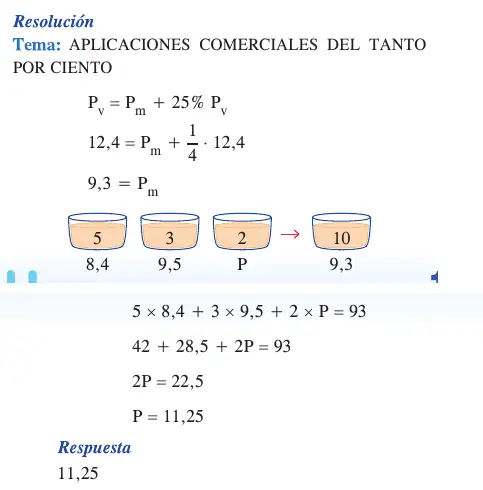 Resolución
Tema: APLICACIONES COMERCIALES DEL TANTO
POR CIENTO
Pv = Pm + 25% Pv
12,4 = Pm + 1/4 · 12,4
9,3 = Pm
5 3 2 → 10
8,4 9,5 P 9,3
5 × 8,4 + 3 × 9,5 + 2 × P = 93
42 + 28,5 + 2P = 93
2P = 22,5
P = 11,25
Respuesta
11,25